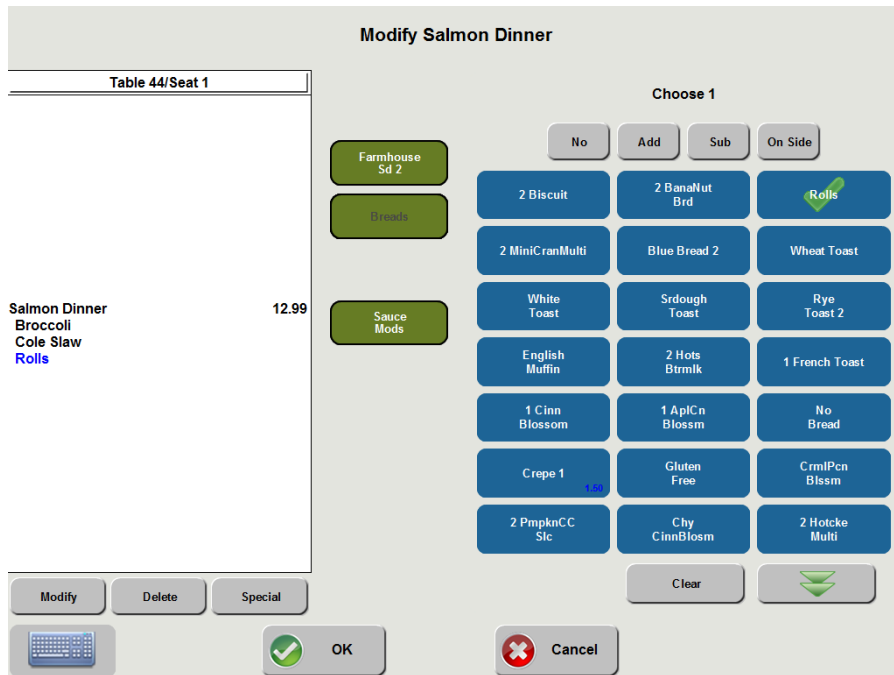 Modify Salmon Dinner
Table 44/Seat 1
Salmon Dinner 12.99
Broccoli
Cole Slaw
Rolls
Modify Delete Special
Farmhouse
Sd 2
Breads
Sauce
Mods
Choose 1
No Add Sub On Side
2 Biscuit
2 BanaNut
Brd
Rolls
2 MiniCranMulti
Blue Bread 2
Wheat Toast
White
Toast
Srdough
Toast
Rye
Toast 2
English
Muffin
2 Hots
Btrmlk
1 French Toast
1 Cinn
Blossom
1 AplCn
Blossm
No
Bread
Crepe 1
1.50
Gluten
Free
CrmlPcn
Blssm
2 PmpknCC
Slc
Chy
CinnBlosm
2 Hotcke
Multi
Clear
OK
Cancel